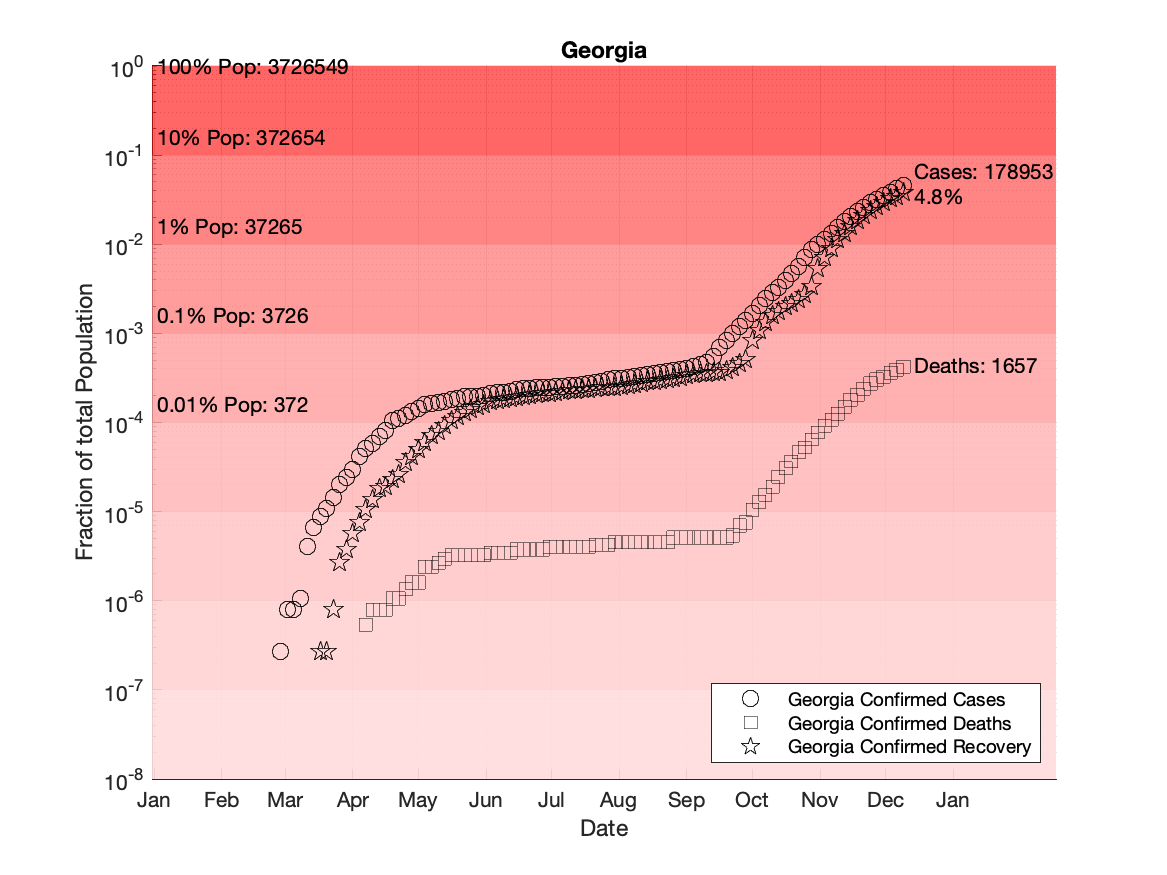 Georgia
10^0
10^-1
10^-2
10^-3
10^-4
10^-5
10^-6
10^-7
10^-8
Fraction of total Population
100% Pop: 3726549
10% Pop: 372654
1% Pop: 37265
0.1% Pop: 3726
0.01% Pop: 372
Cases: 178953
4.8%
Deaths: 1657
Georgia Confirmed Cases
Georgia Confirmed Deaths
Georgia Confirmed Recovery
Jan Feb Mar Apr May Jun Jul Aug Sep Oct Nov Dec Jan
Date